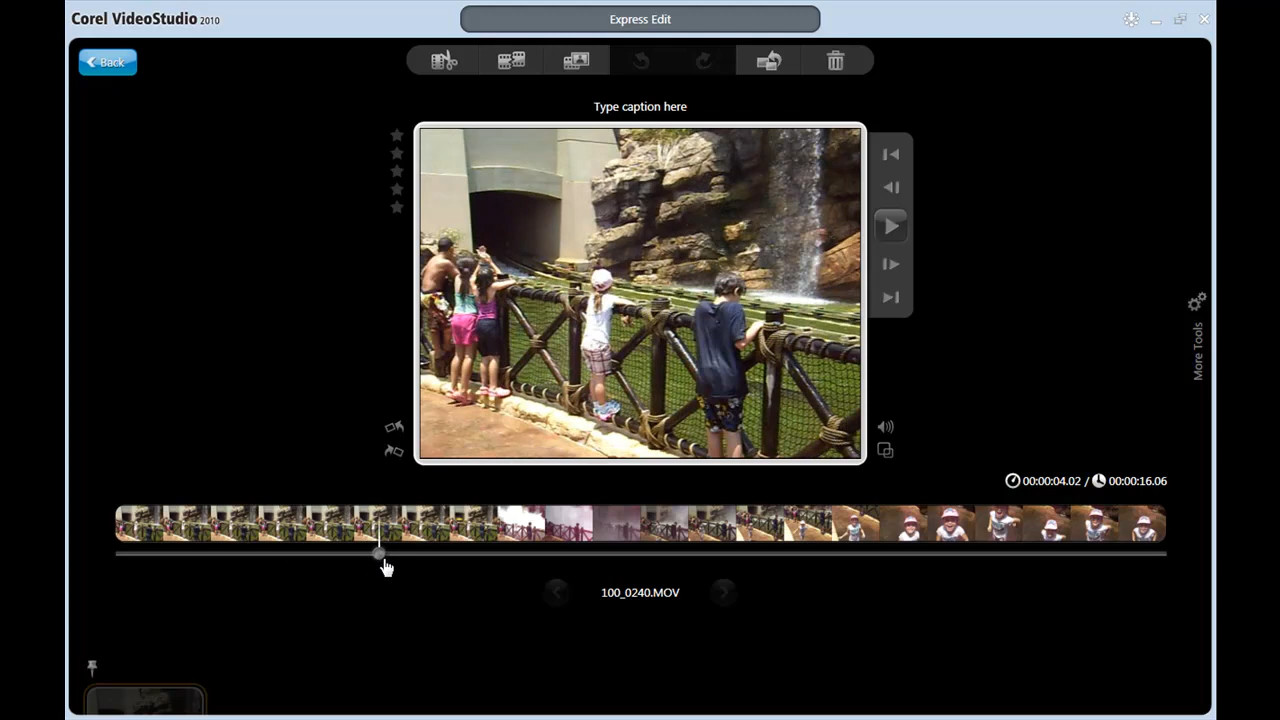 Corel VideoStudio 2010
Express Edit
Back
Type caption here
More Tools
00:00:04.02 / 00:00:16.06
100_0240.MOV